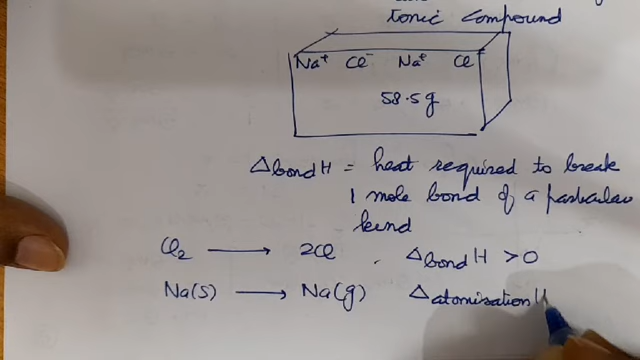 Ionic compound
Na⁺ Cl⁻ Na⁺ Cl
58.5g
ΔbondH = heat required to break
1 mole bond of a particular
kind
Cl₂ → 2Cl . ΔbondH >0
Na(s) → Na(g) ΔatomisationH